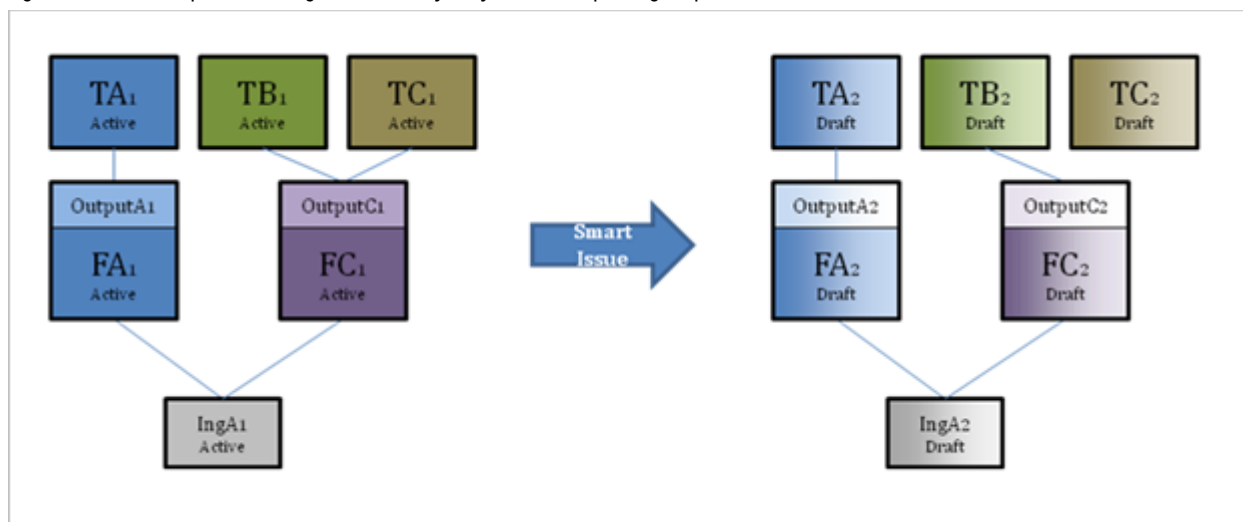 TA1
Active
TB1
Active
TC1
Active
OutputA1
FA1
Active
OutputC1
FC1
Active
IngA1
Active
Smart
Issue
TA2
Draft
TB2
Draft
TC2
Draft
OutputA2
FA2
Draft
OutputC2
FC2
Draft
IngA2
Draft